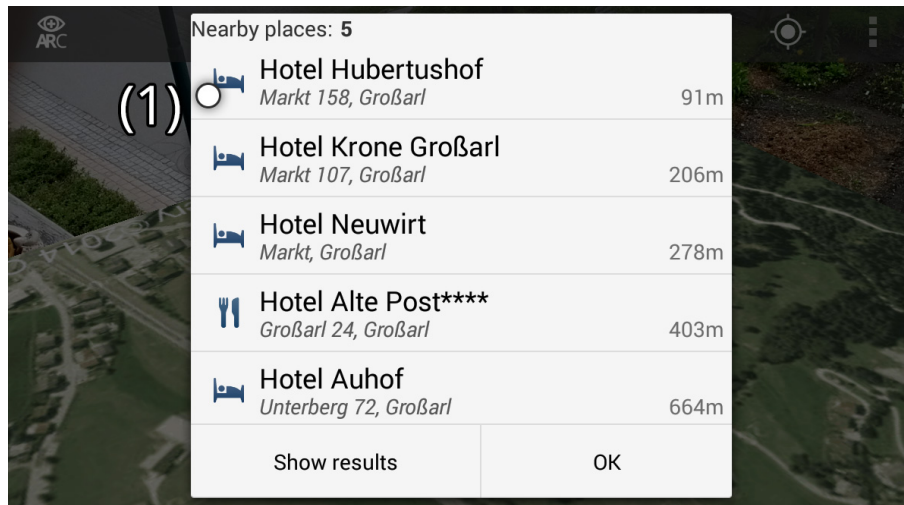 ARC
Nearby places: 5
(1)
Hotel Hubertushof
Markt 158, Großarl
91m
Hotel Krone Großarl
Markt 107, Großarl
206m
Hotel Neuwirt
Markt, Großarl
278m
Hotel Alte Post****
Großarl 24, Großarl
403m
Hotel Auhof
Unterberg 72, Großarl
664m
Show results
OK